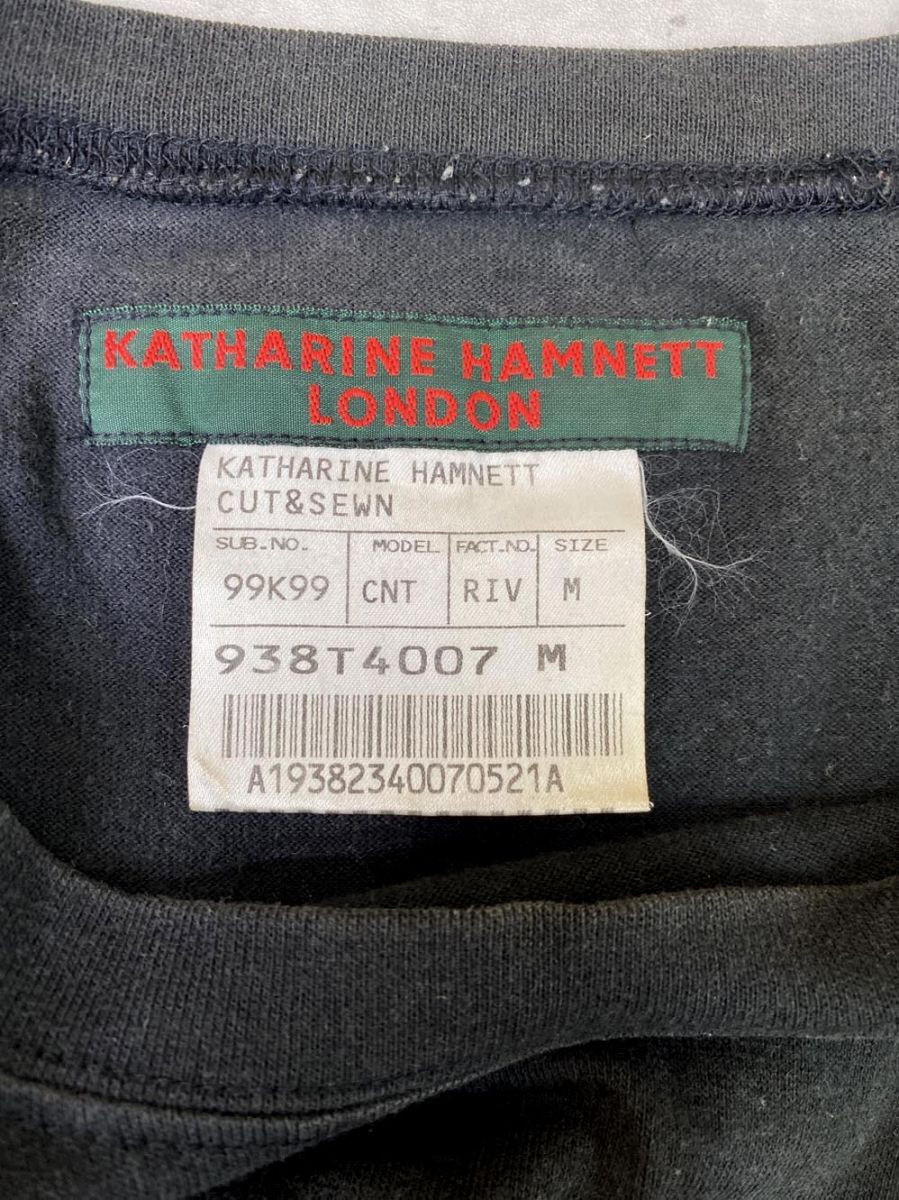 KATHARINE HAMNETT
LONDON
KATHARINE HAMNETT
CUT&SEWN
SUB.NO. MODEL FACT.NO. SIZE
99K99 CNT RIV M
938T4007 M
A19382340070521A